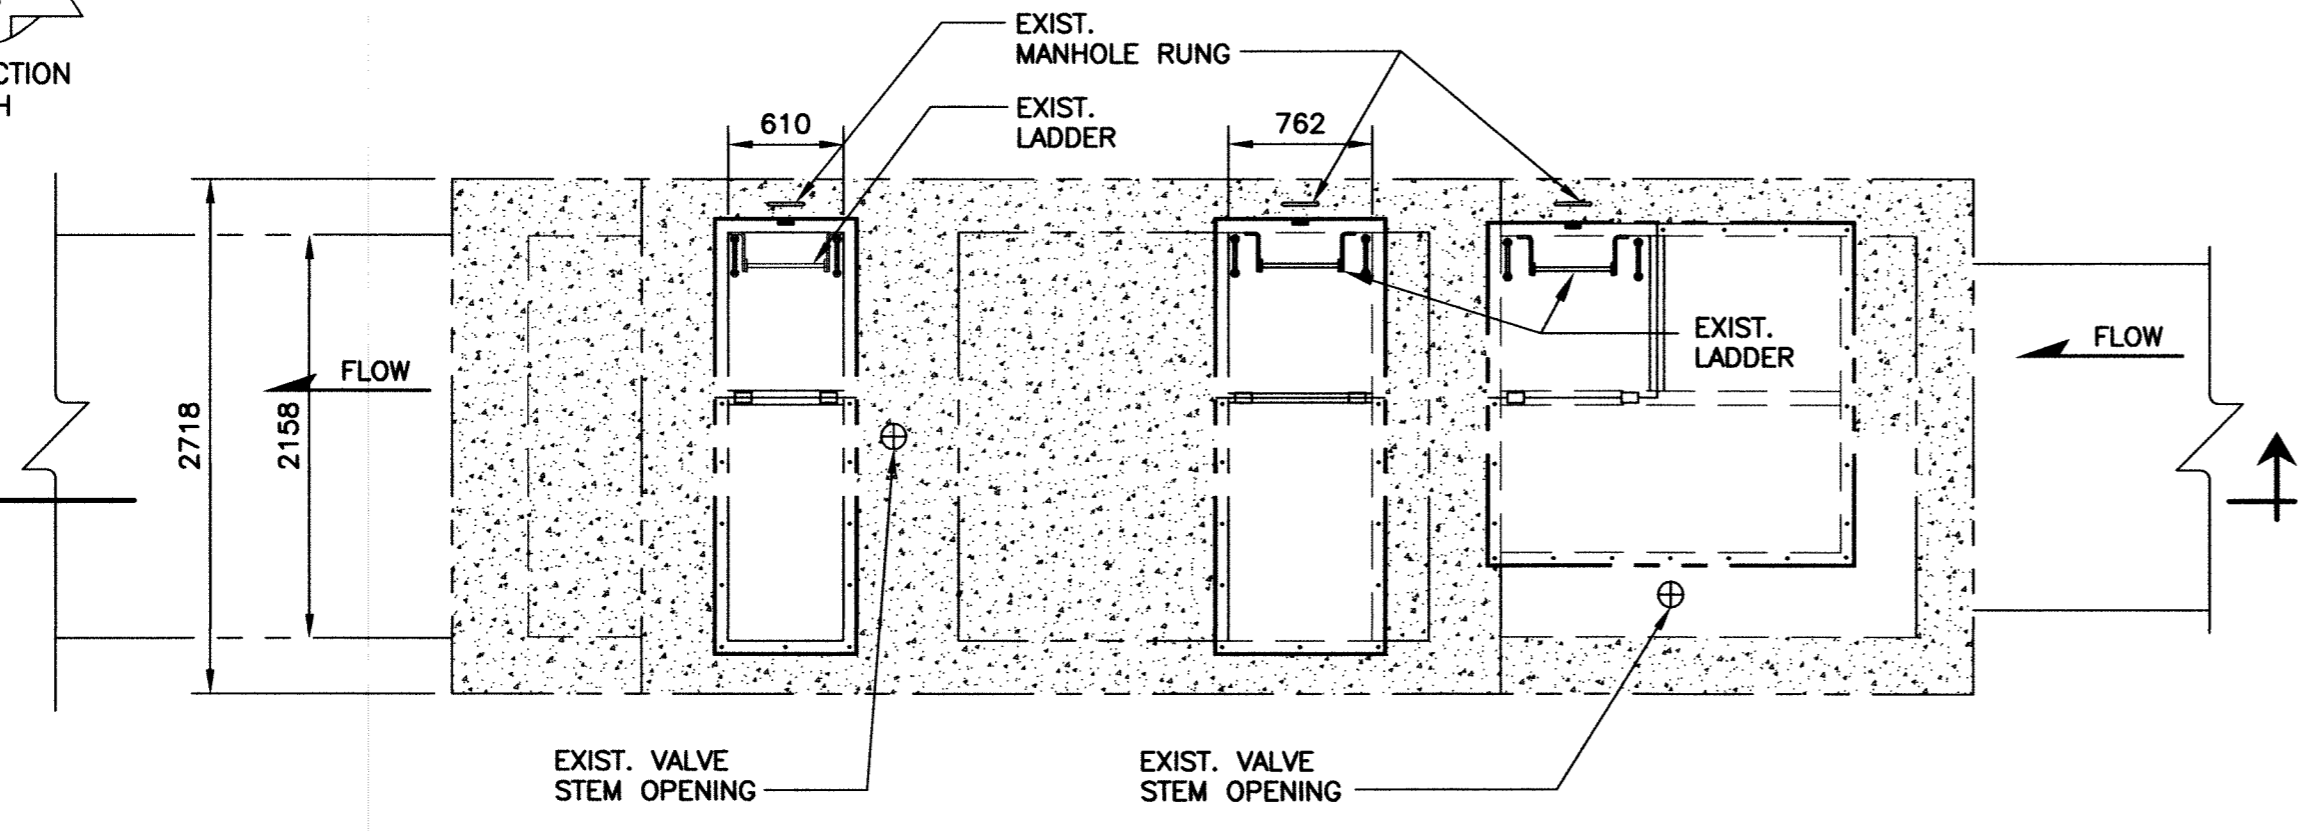 CTION
H
EXIST.
MANHOLE RUNG
EXIST.
LADDER
610
762
EXIST.
LADDER
FLOW
FLOW
2718
2158
EXIST. VALVE
STEM OPENING
EXIST. VALVE
STEM OPENING